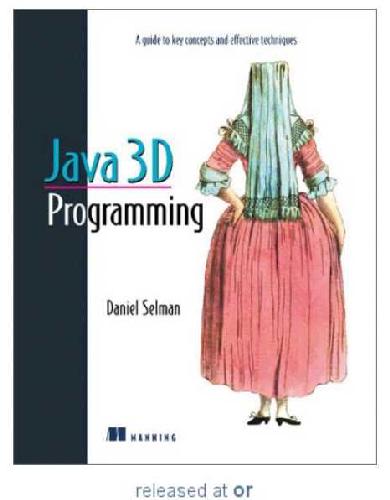 A guide to key concepts and effective techniques
Java 3D
Programming
Daniel Selman
MANNING
released at or